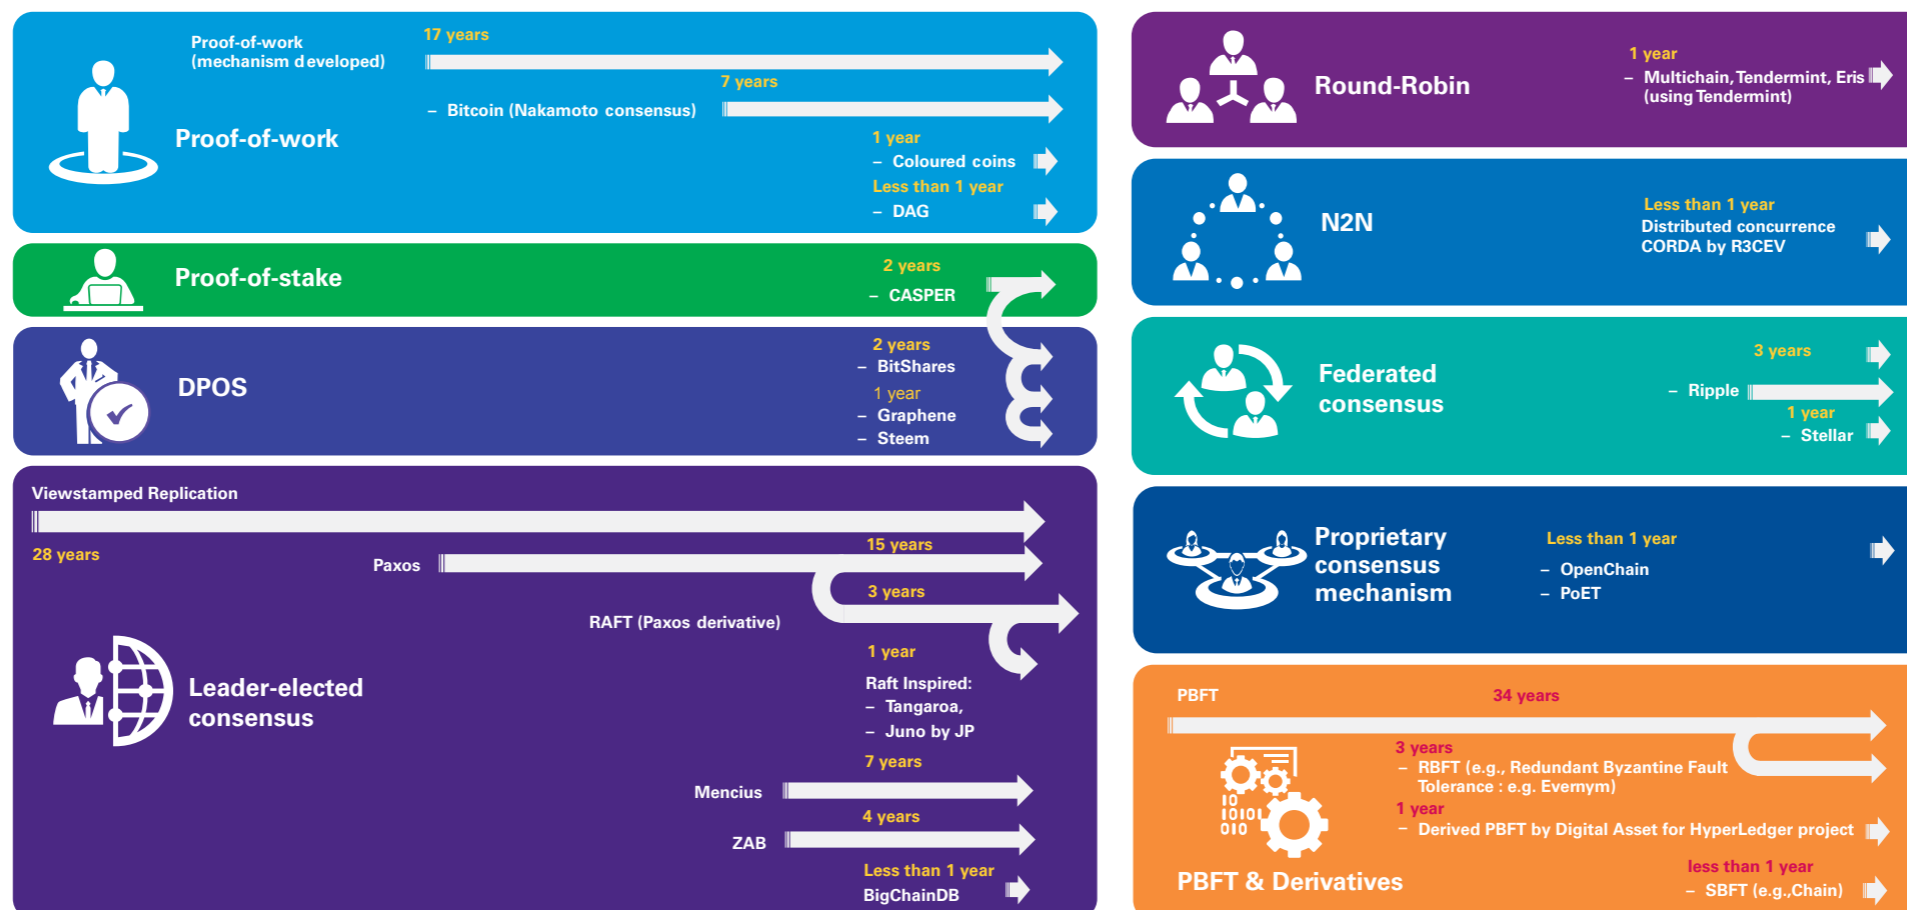 Proof-of-work
(mechanism developed)
17 years
7 years
– Bitcoin (Nakamoto consensus)
Proof-of-work
1 year
– Coloured coins
Less than 1 year
– DAG
Proof-of-stake
2 years
– CASPER
DPOS
2 years
– BitShares
1 year
– Graphene
– Steem
Viewstamped Replication
28 years
15 years
Paxos
3 years
RAFT (Paxos derivative)
1 year
Raft Inspired:
– Tangaroa,
– Juno by JP
Leader-elected
consensus
7 years
Mencius
4 years
ZAB
Less than 1 year
BigChainDB
Round-Robin
1 year
– Multichain, Tendermint, Eris
(using Tendermint)
N2N
Less than 1 year
Distributed concurrence
CORDA by R3CEV
Federated
consensus
3 years
– Ripple
1 year
– Stellar
Proprietary
consensus
mechanism
Less than 1 year
– OpenChain
– PoET
PBFT
34 years
3 years
– RBFT (e.g., Redundant Byzantine Fault
Tolerance : e.g. Evernym)
1 year
– Derived PBFT by Digital Asset for HyperLedger project
10
10101
010
less than 1 year
– SBFT (e.g.,Chain)
PBFT & Derivatives